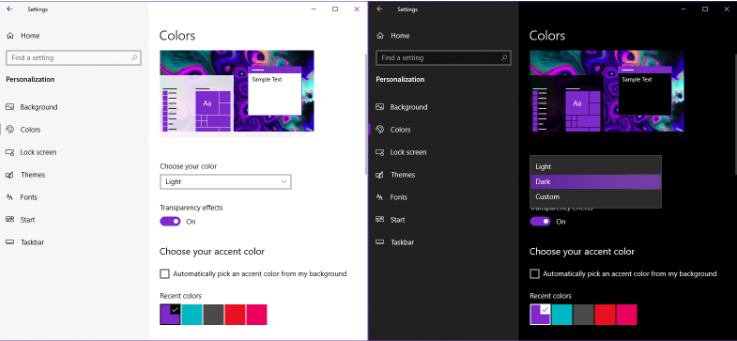 Settings
Home
Find a setting
Personalization
Background
Colors
Lock screen
Themes
Fonts
Start
Taskbar
Colors
Sample Text
Aa
Choose your color
Light
Transparency effects
On
Choose your accent color
Automatically pick an accent color from my background
Recent colors
Settings
Home
Find a setting
Personalization
Background
Colors
Lock screen
Themes
Fonts
Start
Taskbar
Colors
Sample Text
Aa
Light
Dark
Custom
Transparency effects
On
Choose your accent color
Automatically pick an accent color from my background
Recent colors